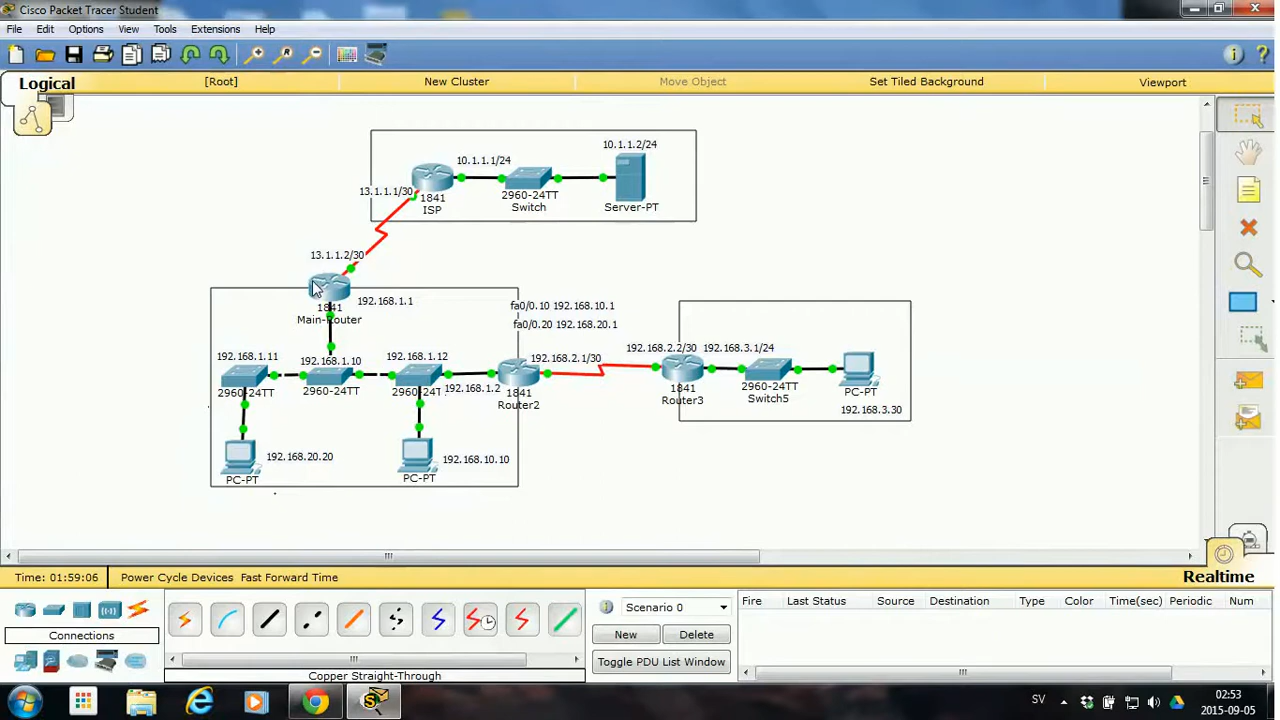 Cisco Packet Tracer Student
File Edit Options View Tools Extensions Help
Logical [Root] New Cluster Move Object Set Tiled Background Viewport
10.1.1.2/24
10.1.1.1/24
13.1.1.1/30
1841
ISP
2960-24TT
Switch
Server-PT
13.1.1.2/30
192.168.1.1
1841
Main-Router
fa0/0.10 192.168.10.1
fa0/0.20 192.168.20.1
192.168.1.11
192.168.1.10
192.168.1.12
192.168.2.1/30
192.168.2.2/30
192.168.3.1/24
2960-24TT
2960-24TT
2960-24T
192.168.1.2
1841
Router2
1841
Router3
2960-24TT
Switch5
PC-PT
192.168.3.30
192.168.20.20
192.168.10.10
PC-PT
PC-PT
Time: 01:59:06 Power Cycle Devices Fast Forward Time
Realtime
Connections
Copper Straight-Through
Scenario 0
New Delete
Toggle PDU List Window
Fire Last Status Source Destination Type Color Time(sec) Periodic Num
SV
02:53
2015-09-05